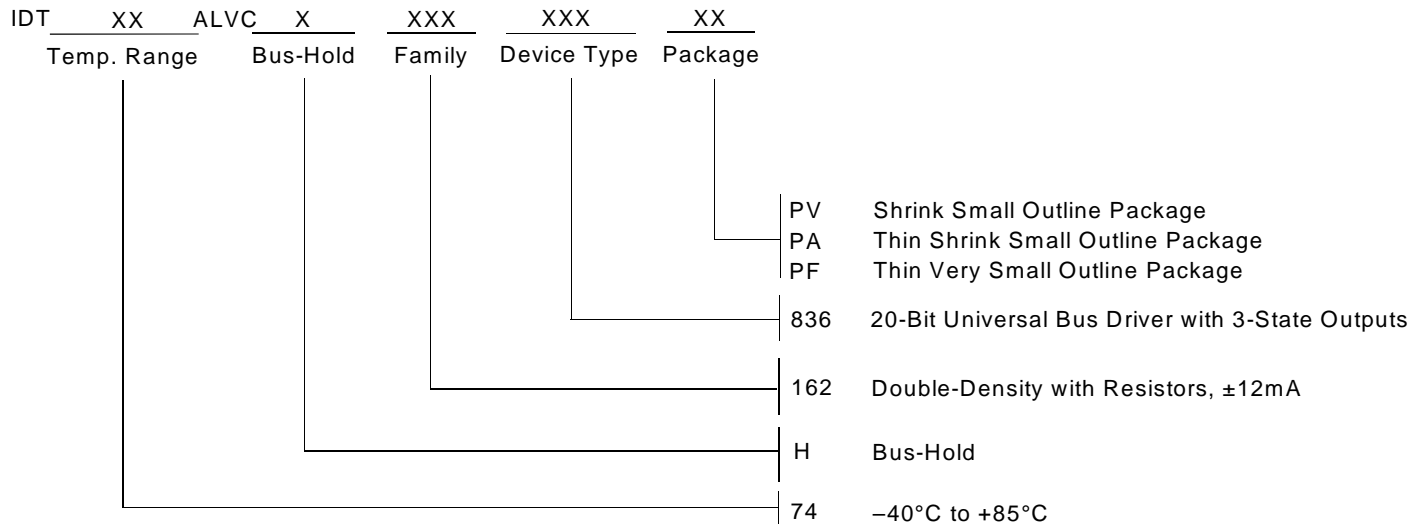 IDT XX ALVC X XXX XXX XX
Temp. Range Bus-Hold Family Device Type Package
PV Shrink Small Outline Package
PA Thin Shrink Small Outline Package
PF Thin Very Small Outline Package
836 20-Bit Universal Bus Driver with 3-State Outputs
162 Double-Density with Resistors, ±12mA
H Bus-Hold
74 –40°C to +85°C